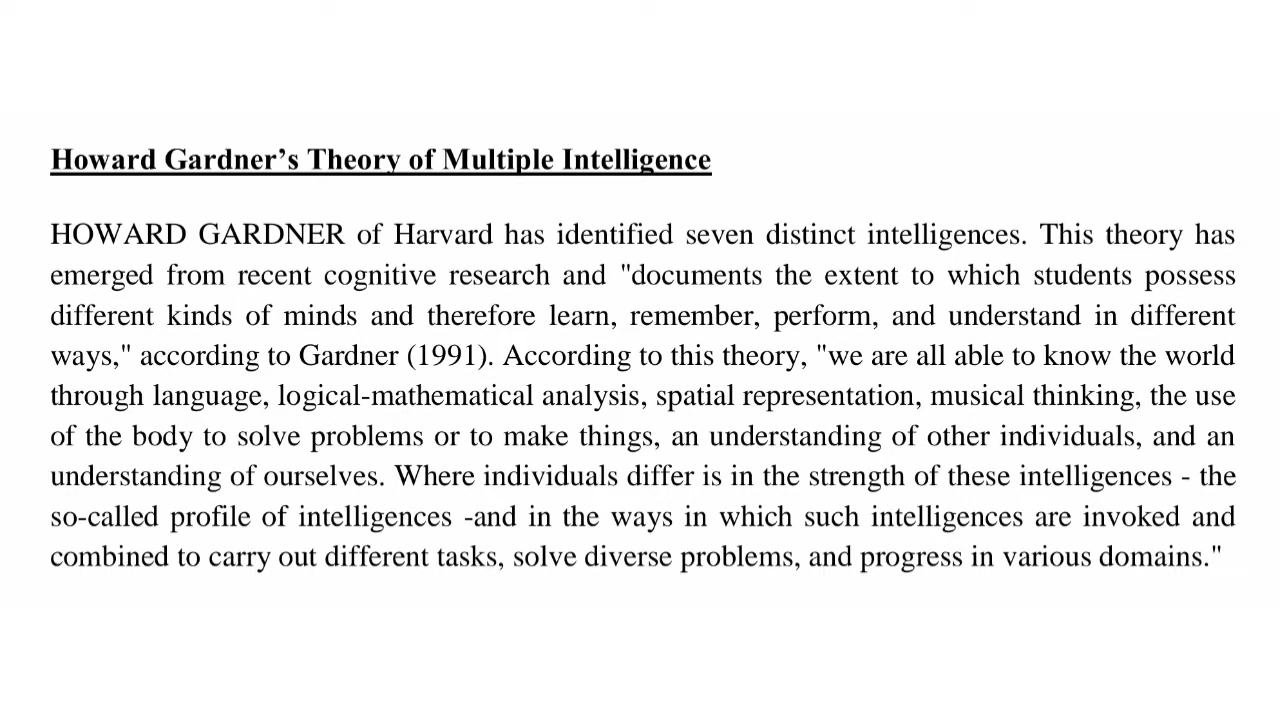 Howard Gardner’s Theory of Multiple Intelligence
HOWARD GARDNER of Harvard has identified seven distinct intelligences. This theory has
emerged from recent cognitive research and "documents the extent to which students possess
different kinds of minds and therefore learn, remember, perform, and understand in different
ways," according to Gardner (1991). According to this theory, "we are all able to know the world
through language, logical-mathematical analysis, spatial representation, musical thinking, the use
of the body to solve problems or to make things, an understanding of other individuals, and an
understanding of ourselves. Where individuals differ is in the strength of these intelligences - the
so-called profile of intelligences -and in the ways in which such intelligences are invoked and
combined to carry out different tasks, solve diverse problems, and progress in various domains."